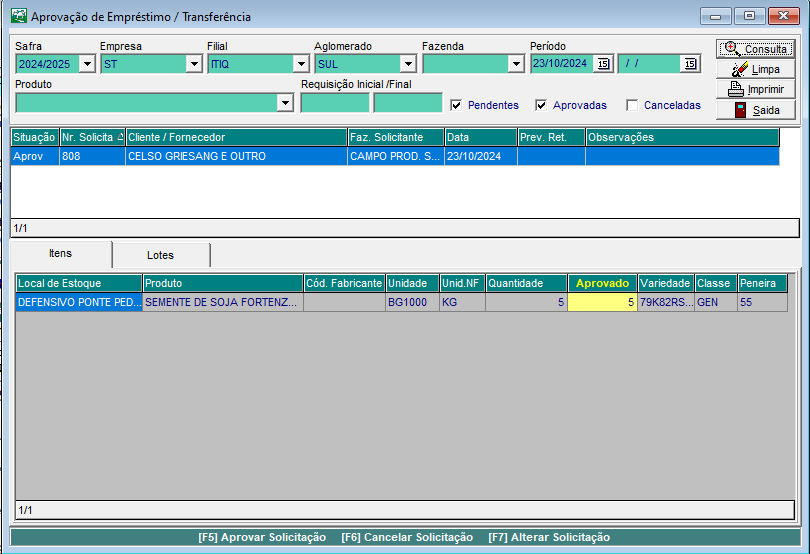 Aprovação de Empréstimo / Transferência
Safra Empresa Filial Aglomerado Fazenda Período
2024/2025 ST ITIQ SUL 23/10/2024 15 / / 15
Consulta
Limpa
Produto Requisição Inicial /Final
Imprimir
Pendentes Aprovadas Canceladas
Saida
Situação Nr. Solicita Cliente / Fornecedor Faz. Solicitante Data Prev. Ret. Observações
Aprov 808 CELSO GRIESANG E OUTRO CAMPO PROD. S... 23/10/2024
1/1
Itens Lotes
Local de Estoque Produto Cód. Fabricante Unidade Unid.NF Quantidade Aprovado Variedade Classe Peneira
DEFENSIVO PONTE PED... SEMENTE DE SOJA FORTENZ... BG1000 KG 5 5 79K82RS... GEN 55
1/1
[F5] Aprovar Solicitação [F6] Cancelar Solicitação [F7] Alterar Solicitação